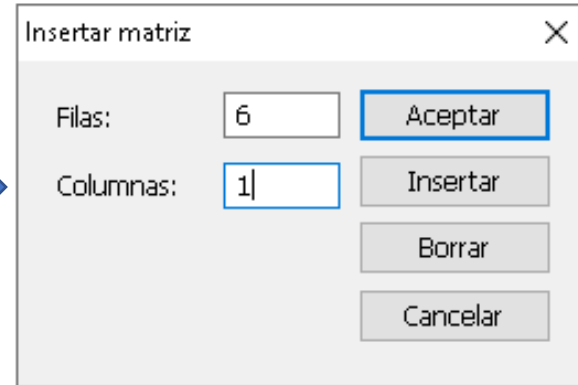 Insertar matriz
Filas: 6 Aceptar
Columnas: 1 Insertar
Borrar
Cancelar